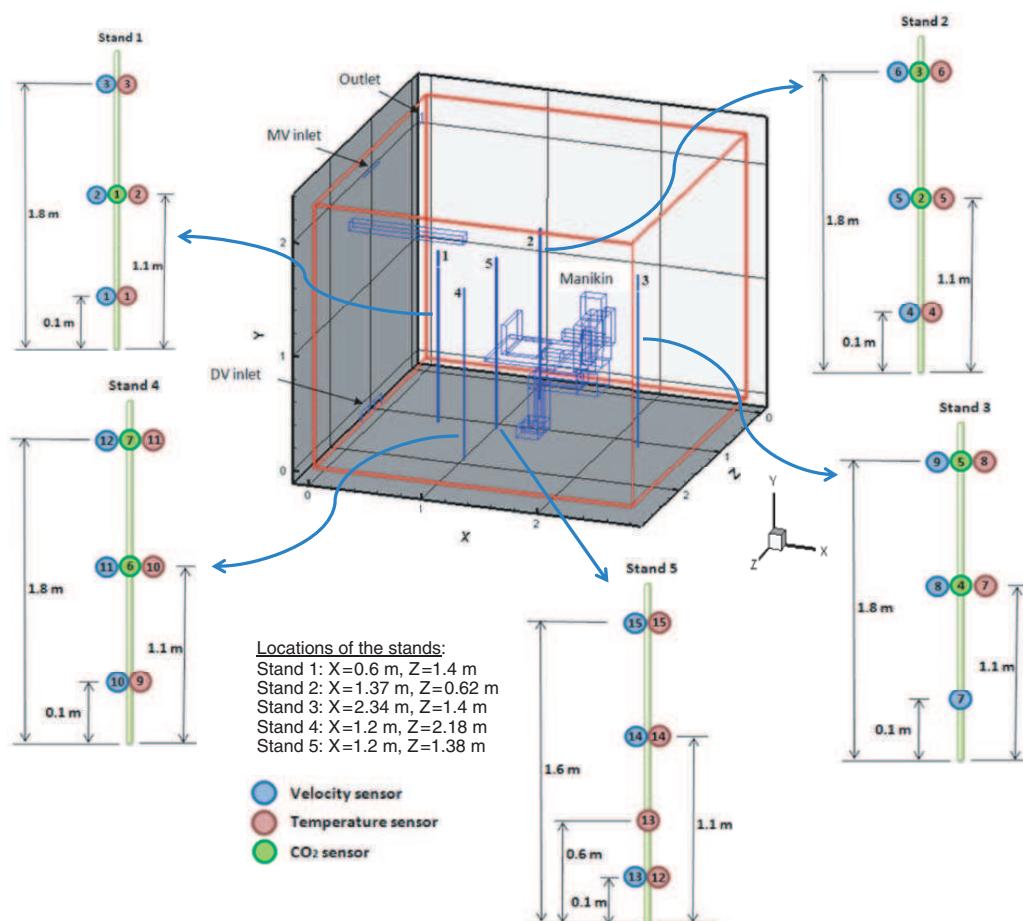 Stand 1
3 3
2 1 2
1.8 m
1.1 m
1 1
0.1 m
Outlet
MV inlet
DV inlet
Manikin
1
1
2
3
4
5
Y
2
1
0
0
1
2
X
0
1
2
Z
Y
X
Z
Stand 2
6 3 6
5 2 5
1.8 m
1.1 m
4 4
0.1 m
Stand 4
12 7 11
11 6 10
1.8 m
1.1 m
10 9
0.1 m
Stand 3
9 5 8
8 4 7
1.8 m
1.1 m
7
0.1 m
Stand 5
15 15
14 14
1.6 m
1.1 m
13
0.6 m
13 12
0.1 m
Locations of the stands:
Stand 1: X=0.6 m, Z=1.4 m
Stand 2: X=1.37 m, Z=0.62 m
Stand 3: X=2.34 m, Z=1.4 m
Stand 4: X=1.2 m, Z=2.18 m
Stand 5: X=1.2 m, Z=1.38 m
Velocity sensor
Temperature sensor
CO₂ sensor